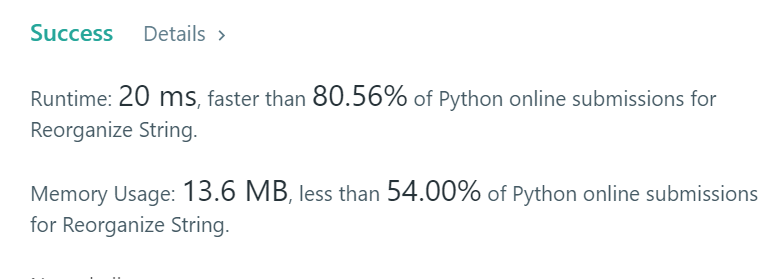 Success Details >
Runtime: 20 ms, faster than 80.56% of Python online submissions for
Reorganize String.
Memory Usage: 13.6 MB, less than 54.00% of Python online submissions
for Reorganize String.